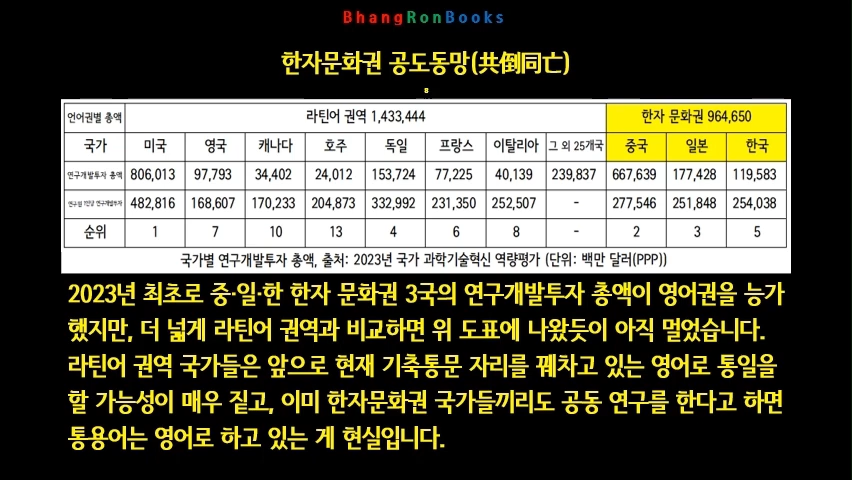 BhangRonBooks
한자문화권 공도동망(共倒同亡)
8
언어권별 총액 라틴어 권역 1,433,444 한자 문화권 964,650
국가 미국 영국 캐나다 호주 독일 프랑스 이탈리아 그 외 25개국 중국 일본 한국
연구개발투자 총액 806,013 97,793 34,402 24,012 153,724 77,225 40,139 239,837 667,639 177,428 119,583
연구원 1인당 연구개발투자 482,816 168,607 170,233 204,873 332,992 231,350 252,507 - 277,546 251,848 254,038
순위 1 7 10 13 4 6 8 - 2 3 5
국가별 연구개발투자 총액, 출처: 2023년 국가 과학기술혁신 역량평가 (단위: 백만 달러(PPP))
2023년 최초로 중·일·한 한자 문화권 3국의 연구개발투자 총액이 영어권을 능가
했지만, 더 넓게 라틴어 권역과 비교하면 위 도표에 나왔듯이 아직 멀었습니다.
라틴어 권역 국가들은 앞으로 현재 기축통문 자리를 꿰차고 있는 영어로 통일을
할 가능성이 매우 짙고, 이미 한자문화권 국가들끼리도 공동 연구를 한다고 하면
통용어는 영어로 하고 있는 게 현실입니다.